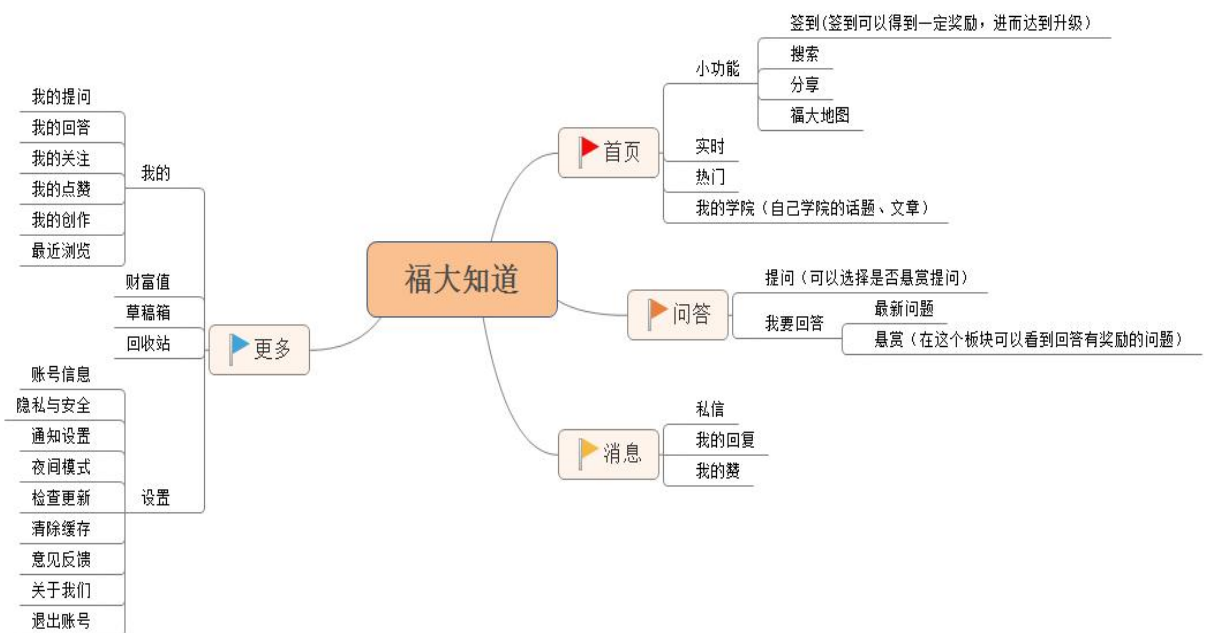 福大知道
首页
小功能
签到(签到可以得到一定奖励，进而达到升级）
搜索
分享
福大地图
实时
热门
我的学院（自己学院的话题、文章）
问答
提问（可以选择是否悬赏提问）
我要回答
最新问题
悬赏（在这个板块可以看到回答有奖励的问题）
消息
私信
我的回复
我的赞
更多
我的
我的提问
我的回答
我的关注
我的点赞
我的创作
最近浏览
财富值
草稿箱
回收站
设置
账号信息
隐私与安全
通知设置
夜间模式
检查更新
清除缓存
意见反馈
关于我们
退出账号